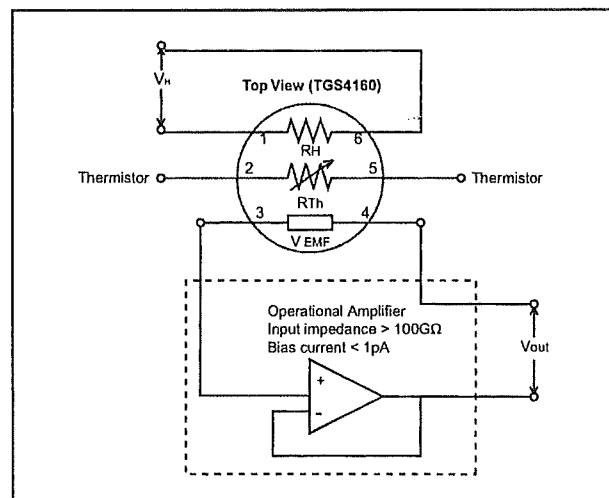 VH
Top View (TGS4160)
1
6
RH
2
5
Thermistor
Thermistor
RTh
3
4
V EMF
Operational Amplifier
Input impedance > 100GΩ
Bias current < 1pA
Vout
+
-